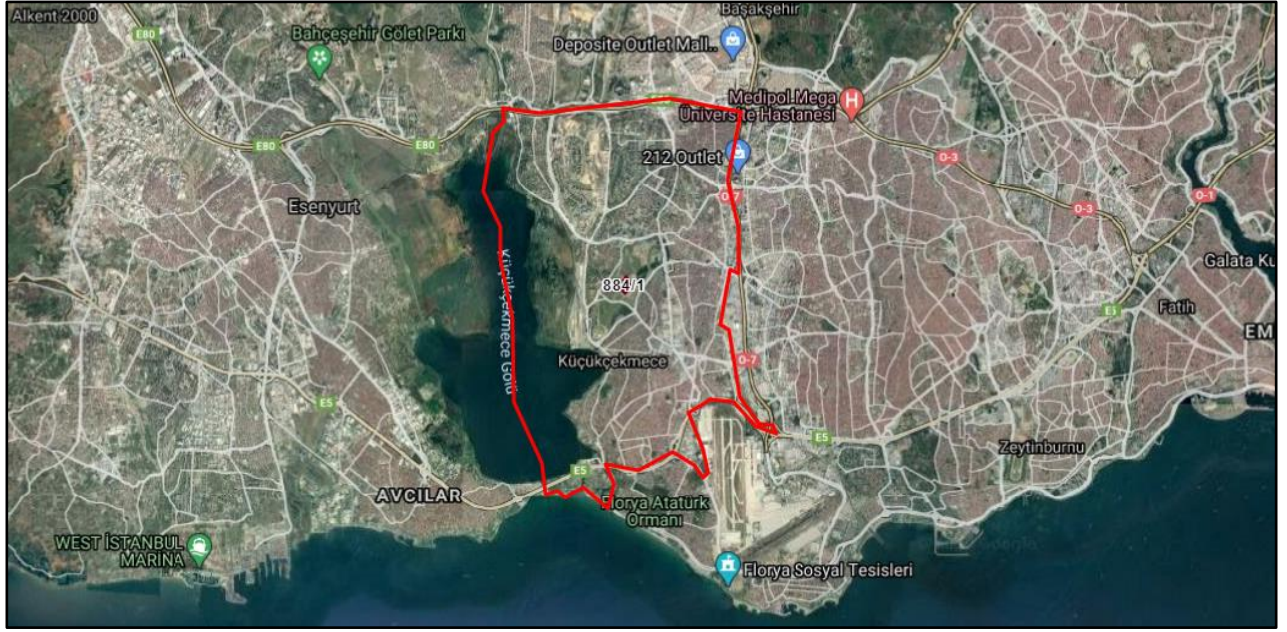 Alkent 2000
Başakşehir
E80
Bahçeşehir Gölet Parkı
Deposite Outlet Mall..
Medipol Mega
Üniversite Hastanesi
E80
E80
212 Outlet
O-3
O-7
O-3
O-1
Esenyurt
Küçükçekmece Gölü
Galata Ku
884/1
Fatih
E5
EM
Küçükçekmece
O-7
E5
E5
Zeytinburnu
E5
AVCILAR
Florya Atatürk
Ormanı
WEST İSTANBUL
MARINA
Florya Sosyal Tesisleri